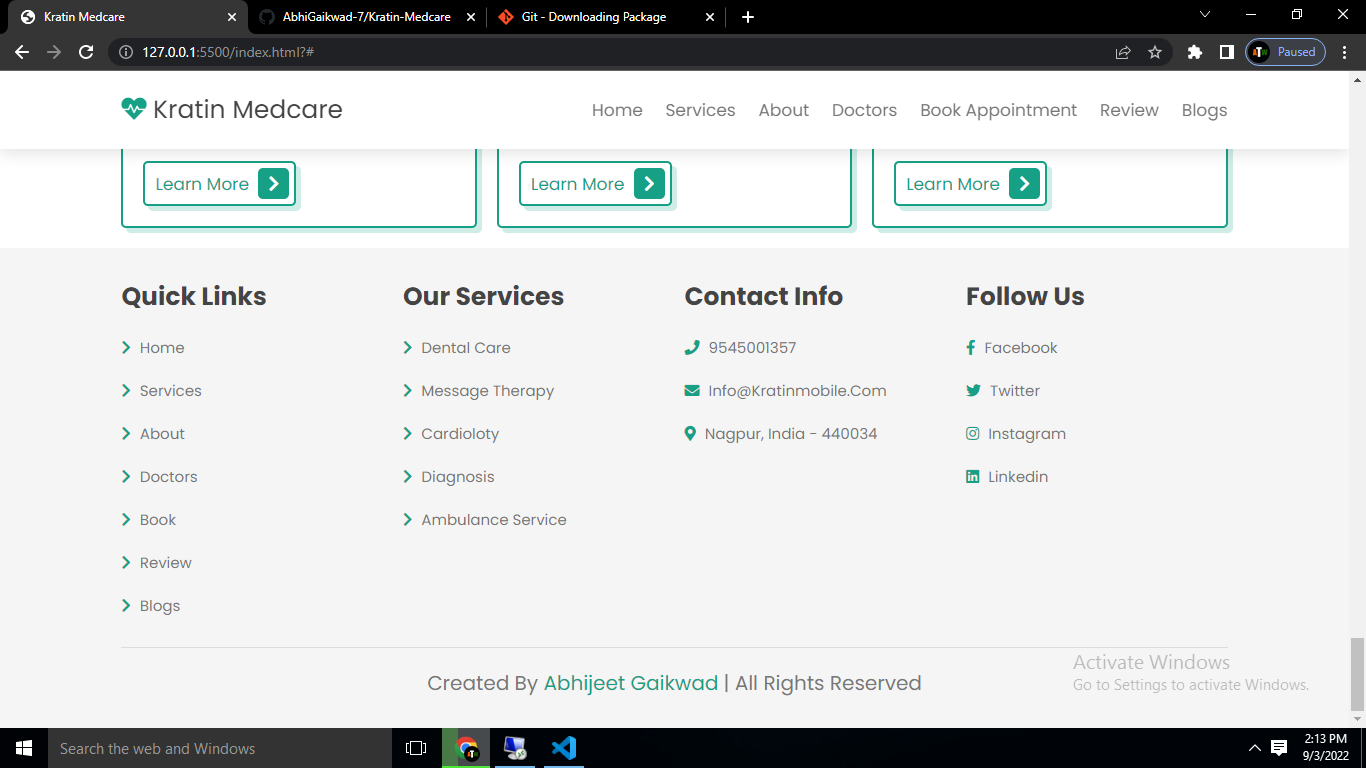 Kratin Medcare
AbhiGaikwad-7/Kratin-Medcare
Git - Downloading Package
127.0.0.1:5500/index.html?#
Paused
Kratin Medcare
Home Services About Doctors Book Appointment Review Blogs
Learn More
Learn More
Learn More
Quick Links
Home
Services
About
Doctors
Book
Review
Blogs
Our Services
Dental Care
Message Therapy
Cardioloty
Diagnosis
Ambulance Service
Contact Info
9545001357
Info@Kratinmobile.Com
Nagpur, India - 440034
Follow Us
Facebook
Twitter
Instagram
Linkedin
Created By Abhijeet Gaikwad | All Rights Reserved
Activate Windows
Go to Settings to activate Windows.
Search the web and Windows
2:13 PM
9/3/2022